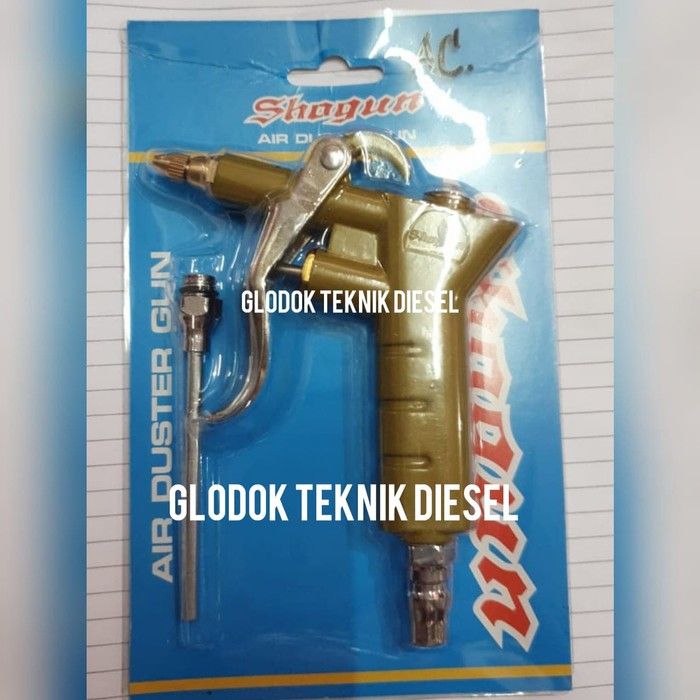 AC.
Shogun
AIR DUSTER GUN
AIR DUSTER GUN
Shogun
GLODOK TEKNIK DIESEL
GLODOK TEKNIK DIESEL